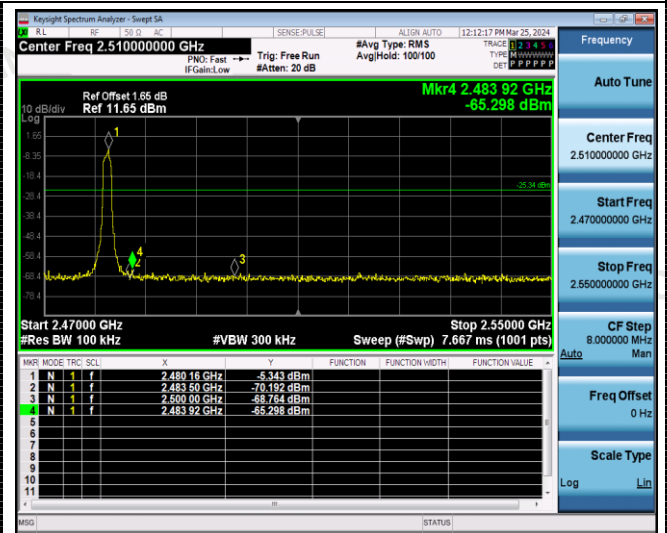 Keysight Spectrum Analyzer - Swept SA
RL RF 50 Ω AC SENSE:PULSE ALIGN AUTO 12:12:17 PM Mar 25, 2024
Center Freq 2.510000000 GHz #Avg Type: RMS TRACE 1 2 3 4 5 6
PNO: Fast Trig: Free Run Avg|Hold: 100/100 TYPE M WWWWW
IFGain:Low #Atten: 20 dB DET P P P P P P
Frequency
Auto Tune
Mkr4 2.483 92 GHz
-65.298 dBm
Ref Offset 1.65 dB
10 dB/div Ref 11.65 dBm
Log
1.65
-8.35
-18.4
-28.4
-38.4
-48.4
-58.4
-68.4
-78.4
-25.34 dBm
1
2
3
4
Start 2.47000 GHz Stop 2.55000 GHz
#Res BW 100 kHz #VBW 300 kHz Sweep (#Swp) 7.667 ms (1001 pts)
MKR MODE TRC SCL X Y FUNCTION FUNCTION WIDTH FUNCTION VALUE
1 N 1 f 2.480 16 GHz -5.343 dBm
2 N 1 f 2.483 50 GHz -70.192 dBm
3 N 1 f 2.500 00 GHz -68.764 dBm
4 N 1 f 2.483 92 GHz -65.298 dBm
5
6
7
8
9
10
11
MSG STATUS
Center Freq
2.510000000 GHz
Start Freq
2.470000000 GHz
Stop Freq
2.550000000 GHz
CF Step
8.000000 MHz
Auto Man
Freq Offset
0 Hz
Scale Type
Log Lin